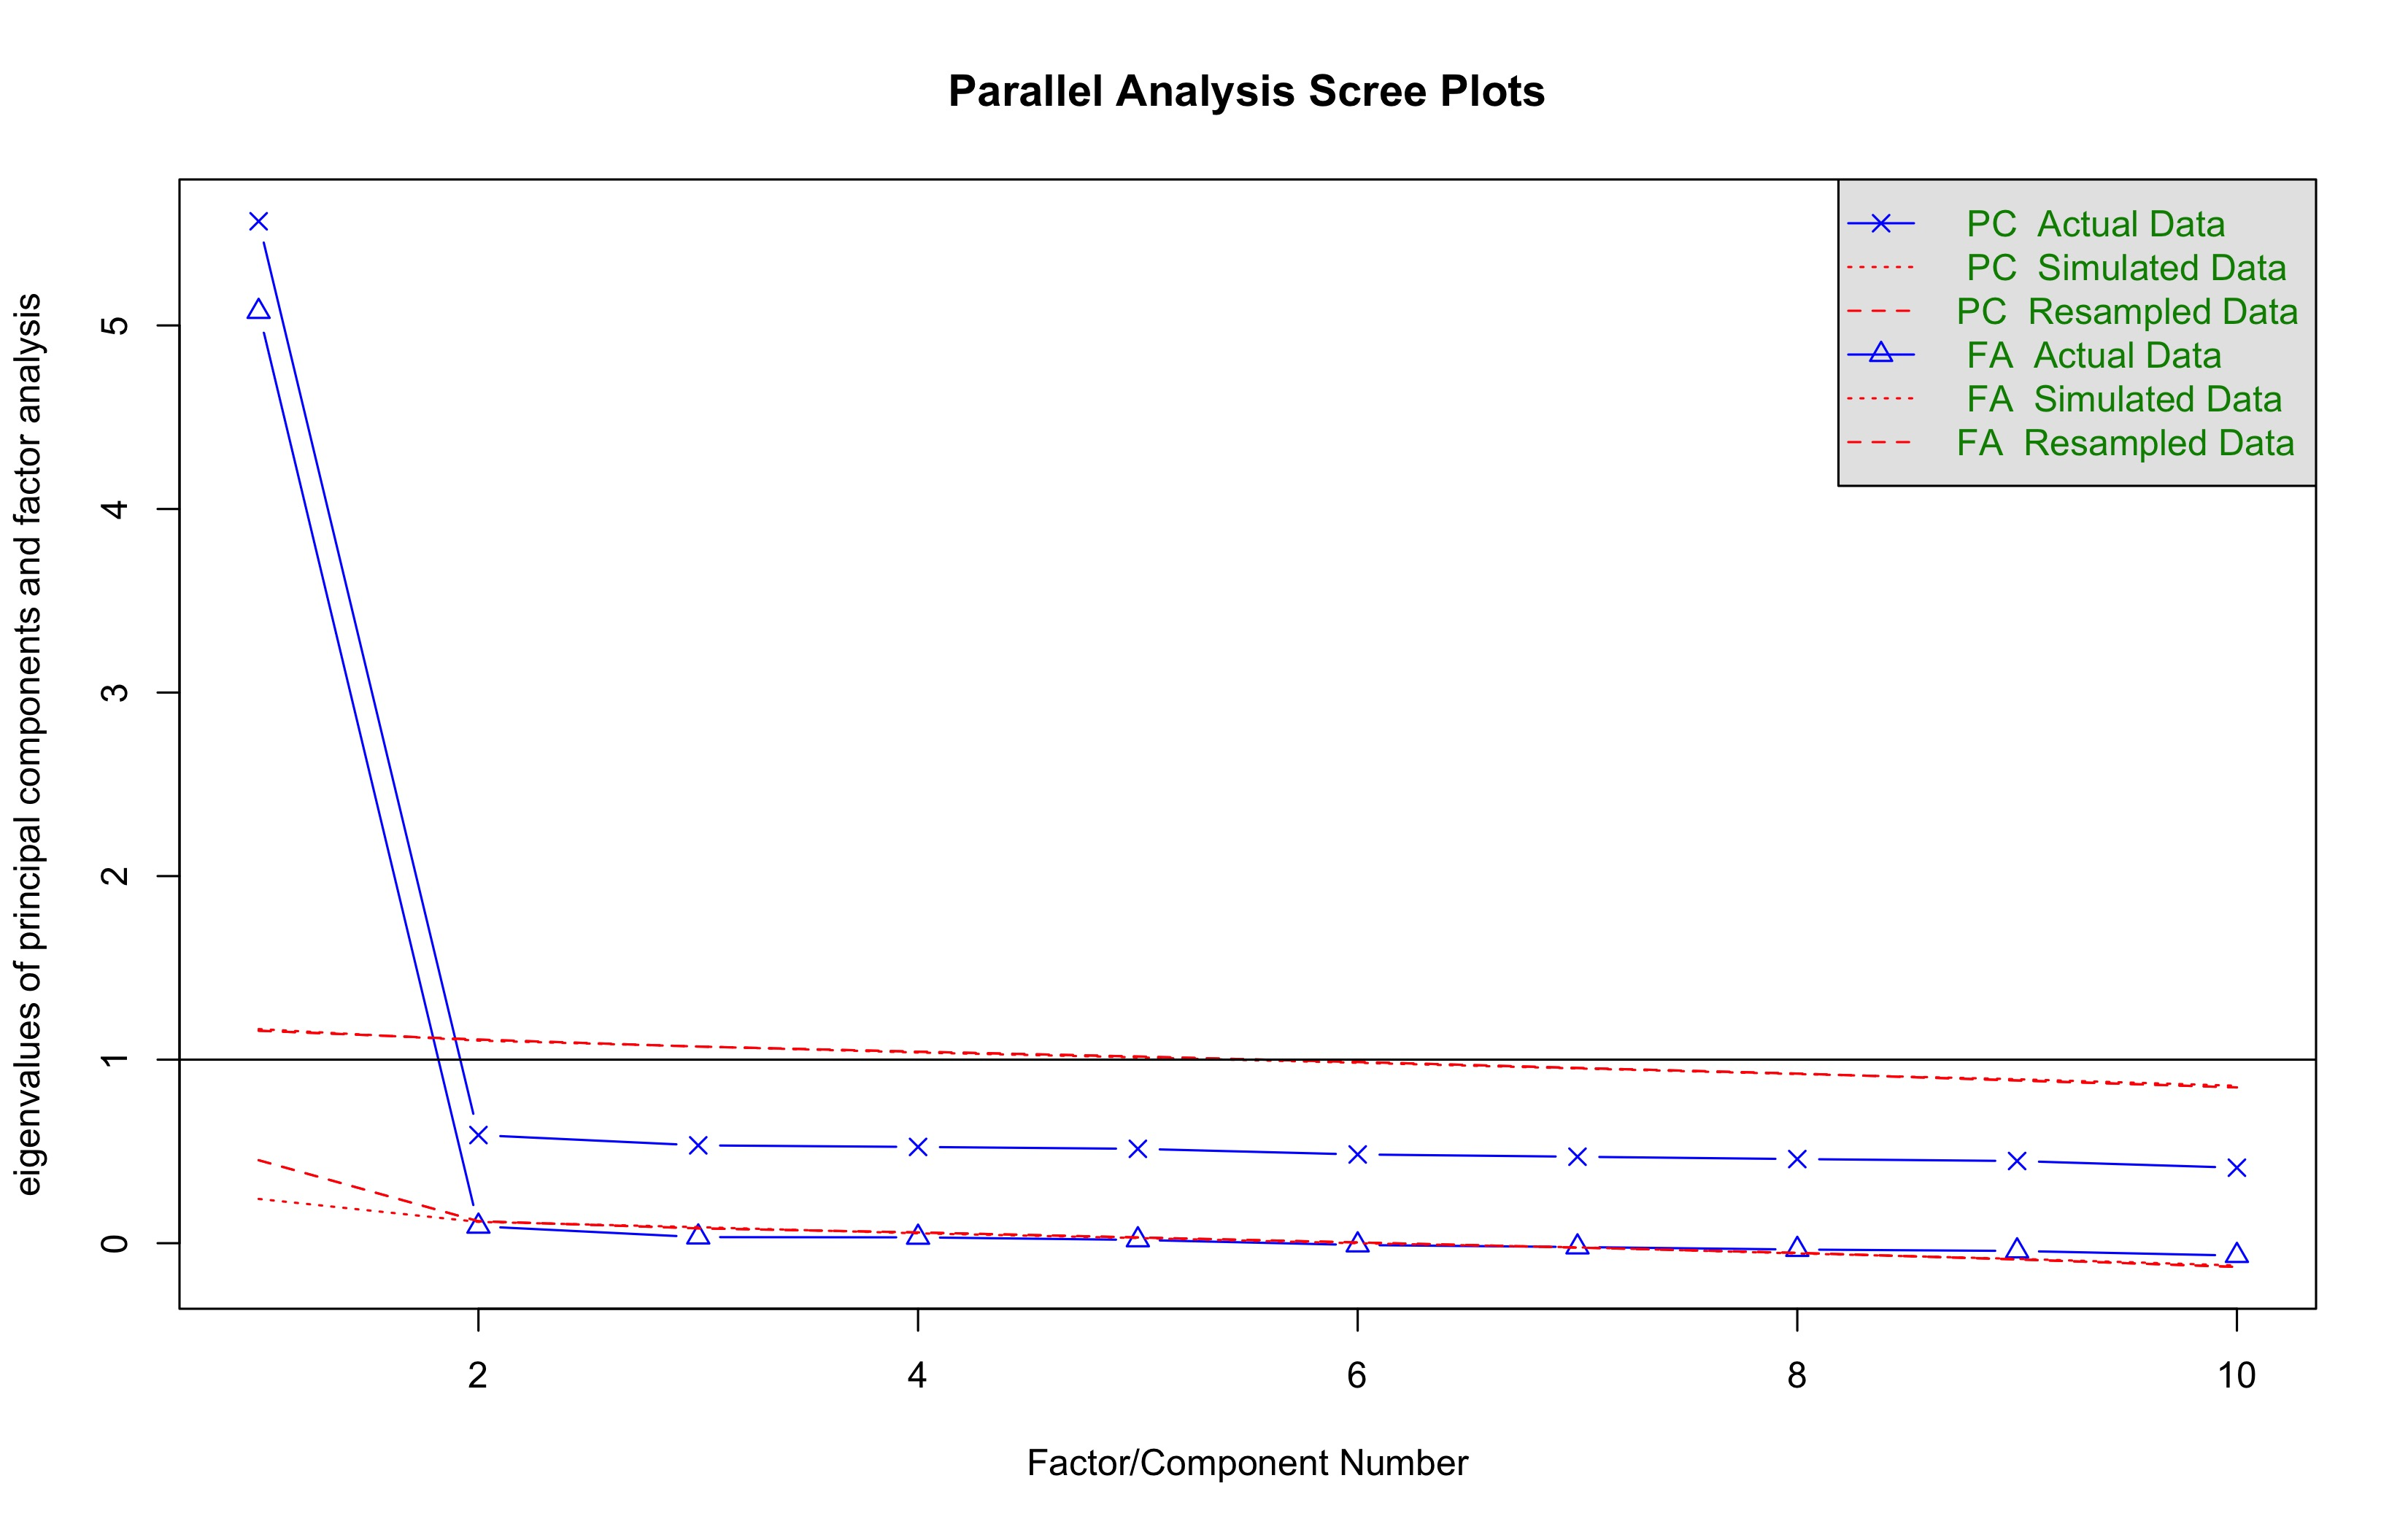 Parallel Analysis Scree Plots
eigenvalues of principal components and factor analysis
5
4
3
2
1
0
PC Actual Data
PC Simulated Data
PC Resampled Data
FA Actual Data
FA Simulated Data
FA Resampled Data
2 4 6 8 10
Factor/Component Number